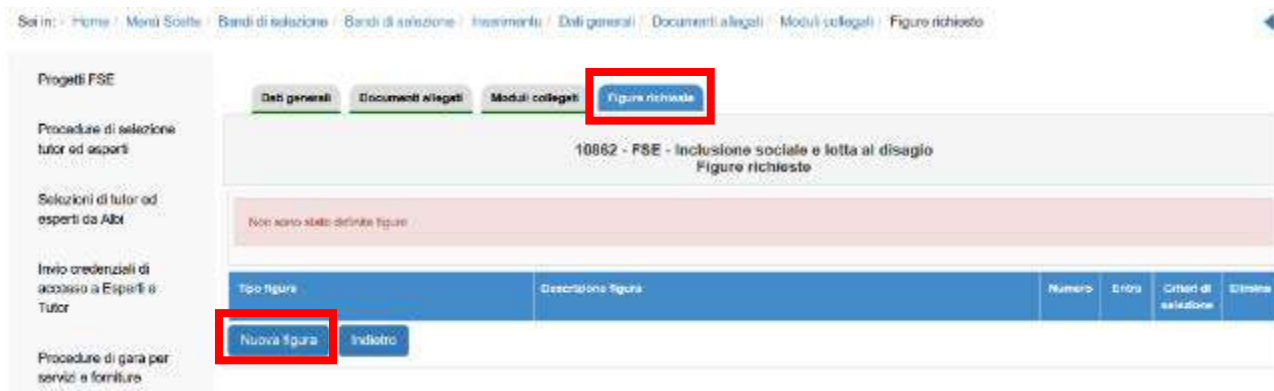 Sei in: - Home / Menù Scelte / Bandi di selezione / Bandi di selezione / Inserimento / Dati generali / Documenti allegati / Moduli collegati / Figure richieste
Progetti FSE
Procedure di selezione
tutor ed esperti
Selezioni di tutor ed
esperti da Albi
Invio credenziali di
accesso a Esperti e
Tutor
Procedure di gara per
servizi e forniture
Dati generali Documenti allegati Moduli collegati Figure richieste
10862 - FSE - Inclusione sociale e lotta al disagio
Figure richieste
Non sono state definite figure
Tipo figura Descrizione figura Numero Entra Criteri di selezione Elimina
Nuova figura Indietro